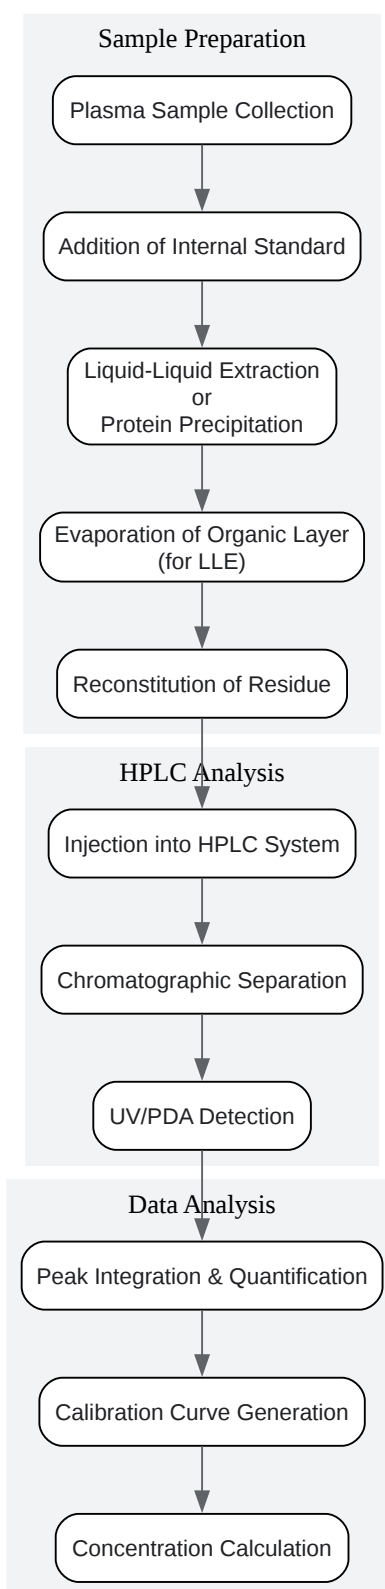 Sample Preparation
Plasma Sample Collection
Addition of Internal Standard
Liquid-Liquid Extraction
or
Protein Precipitation
Evaporation of Organic Layer
(for LLE)
Reconstitution of Residue
HPLC Analysis
Injection into HPLC System
Chromatographic Separation
UV/PDA Detection
Data Analysis
Peak Integration & Quantification
Calibration Curve Generation
Concentration Calculation